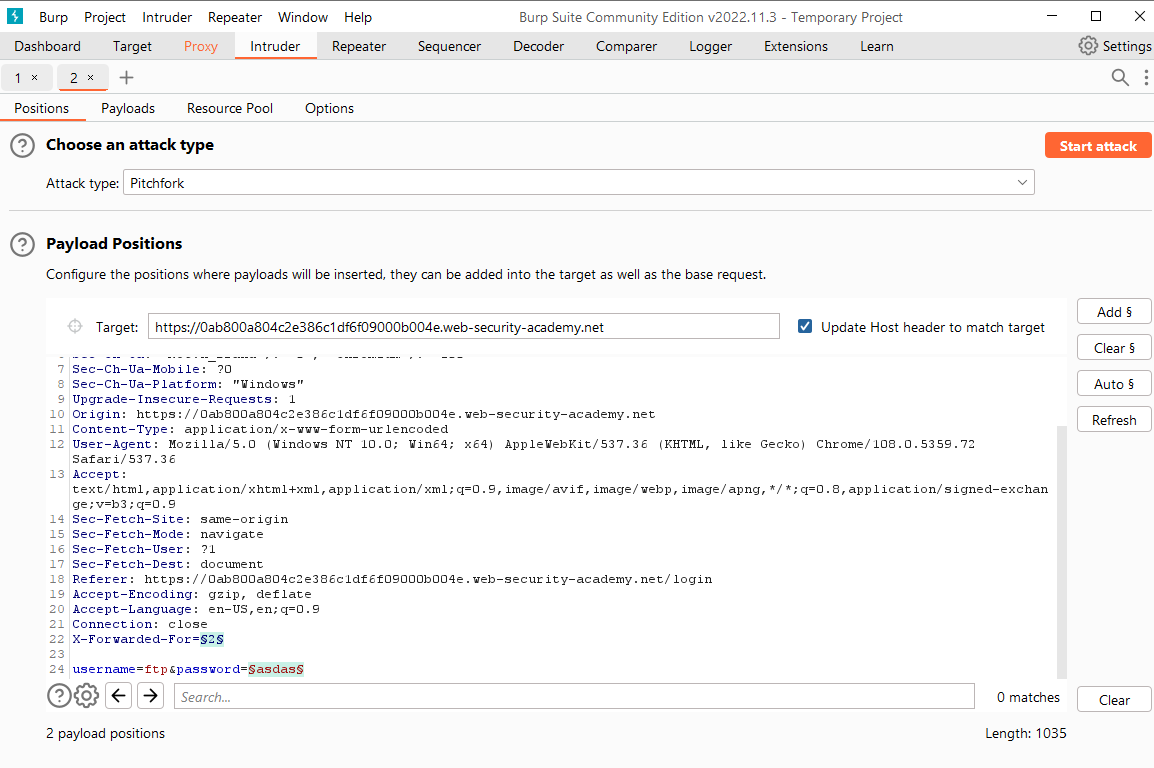 Burp Project Intruder Repeater Window Help Burp Suite Community Edition v2022.11.3 - Temporary Project
Dashboard Target Proxy Intruder Repeater Sequencer Decoder Comparer Logger Extensions Learn Settings
1 × 2 × +
Positions Payloads Resource Pool Options
? Choose an attack type Start attack
Attack type: Pitchfork
? Payload Positions
Configure the positions where payloads will be inserted, they can be added into the target as well as the base request.
Add §
Target: https://0ab800a804c2e386c1df6f09000b004e.web-security-academy.net Update Host header to match target
Clear §
Auto §
Refresh
7 Sec-Ch-Ua-Mobile: ?0
8 Sec-Ch-Ua-Platform: "Windows"
9 Upgrade-Insecure-Requests: 1
10 Origin: https://0ab800a804c2e386c1df6f09000b004e.web-security-academy.net
11 Content-Type: application/x-www-form-urlencoded
12 User-Agent: Mozilla/5.0 (Windows NT 10.0; Win64; x64) AppleWebKit/537.36 (KHTML, like Gecko) Chrome/108.0.5359.72
Safari/537.36
13 Accept:
text/html,application/xhtml+xml,application/xml;q=0.9,image/avif,image/webp,image/apng,*/*;q=0.8,application/signed-exchan
ge;v=b3;q=0.9
14 Sec-Fetch-Site: same-origin
15 Sec-Fetch-Mode: navigate
16 Sec-Fetch-User: ?1
17 Sec-Fetch-Dest: document
18 Referer: https://0ab800a804c2e386c1df6f09000b004e.web-security-academy.net/login
19 Accept-Encoding: gzip, deflate
20 Accept-Language: en-US,en;q=0.9
21 Connection: close
22 X-Forwarded-For=§2§
23
24 username=ftp&password=§asdas§
? Search... 0 matches Clear
2 payload positions Length: 1035